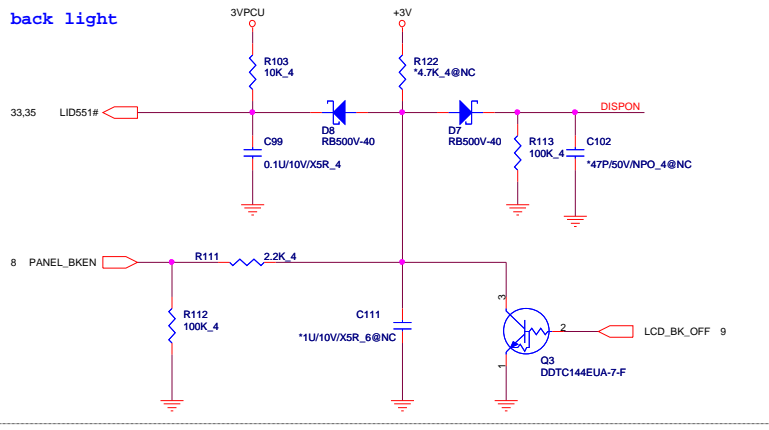 back light
3VPCU
+3V
R103
10K_4
R122
*4.7K_4@NC
33,35 LID551#
DISPON
D8
RB500V-40
D7
RB500V-40
C99
0.1U/10V/X5R_4
R113
100K_4
C102
*47P/50V/NPO_4@NC
8 PANEL_BKEN
R111 2.2K_4
R112
100K_4
C111
*1U/10V/X5R_6@NC
3
2
LCD_BK_OFF 9
1
Q3
DDTC144EUA-7-F